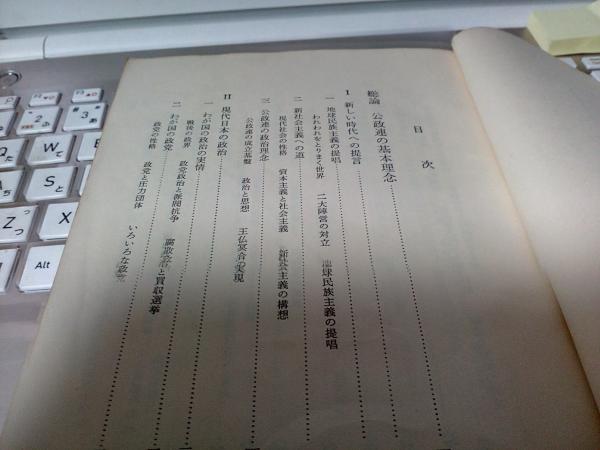 目次
総論 公政連の基本理念
I 新しい時代への提言
一 地球民族主義の提唱
われわれをとりまく世界 二大陣営の対立 地球民族主義の提唱
二 新社会主義への道
現代社会の性格 資本主義と社会主義 新社会主義の構想
三 公政連の政治理念
公政連の成立基盤 政治と思想 王仏冥合の実現
II 現代日本の政治
一 わが国の政治の実情
戦後の政界 政党政治と派閥抗争 腐敗政治と買収選挙
二 わが国の政党
政党の性格 政党と圧力団体 いろいろな政党
Q
W
A
S
Z
X
Alt